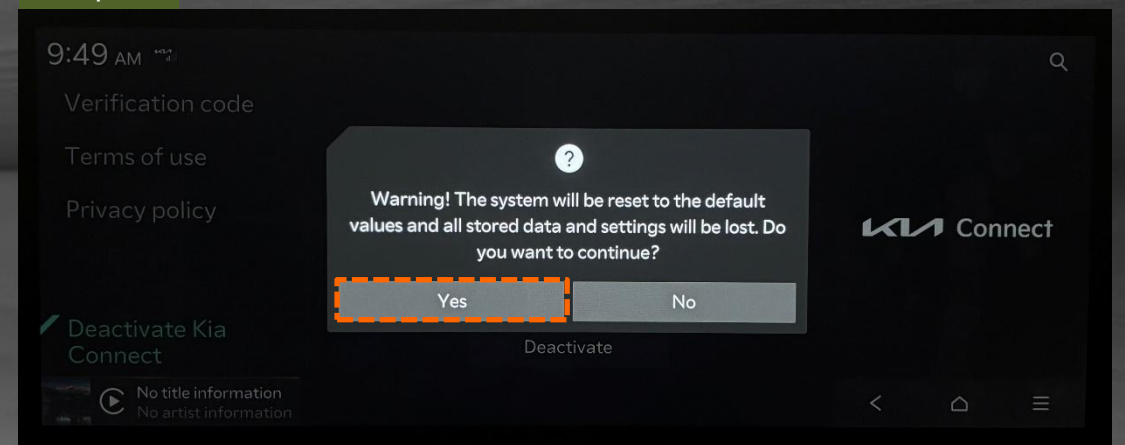 9:49 AM
Verification code
Terms of use
Privacy policy
?
Warning! The system will be reset to the default
values and all stored data and settings will be lost. Do
you want to continue?
Yes
No
KIA Connect
Deactivate Kia
Connect
Deactivate
No title information
No artist information